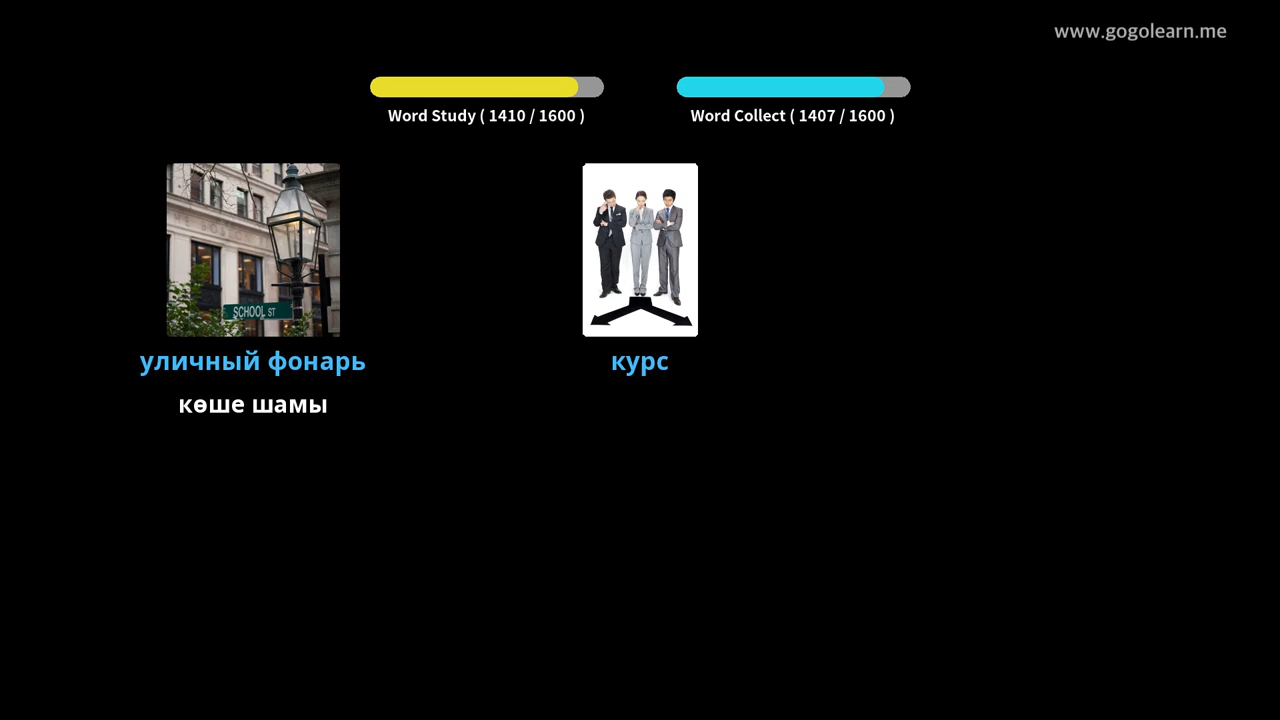 www.gogolearn.me
Word Study ( 1410 / 1600 )
Word Collect ( 1407 / 1600 )
SCHOOL ST
уличный фонарь
курс
көше шамы